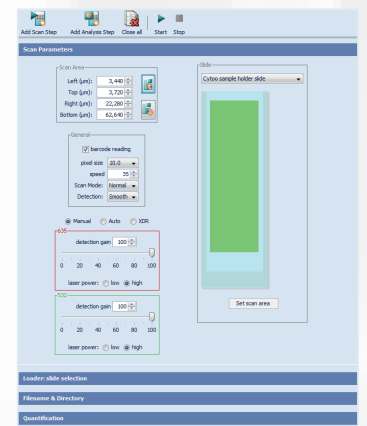 Add Scan Step Add Analysis Step Close all Start Stop
Scan Parameters
Scan Area
Left (µm): 3,440
Top (µm): 3,720
Right (µm): 22,280
Bottom (µm): 62,640
General
barcode reading
pixel size 10.0
speed 35
Scan Mode: Normal
Detection: Smooth
Manual Auto XDR
635
detection gain 100
0 20 40 60 80 100
laser power: low high
532
detection gain 100
0 20 40 60 80 100
laser power: low high
Slide
Cytoo sample holder slide
Set scan area
Loader: slide selection
Filename & Directory
Quantification